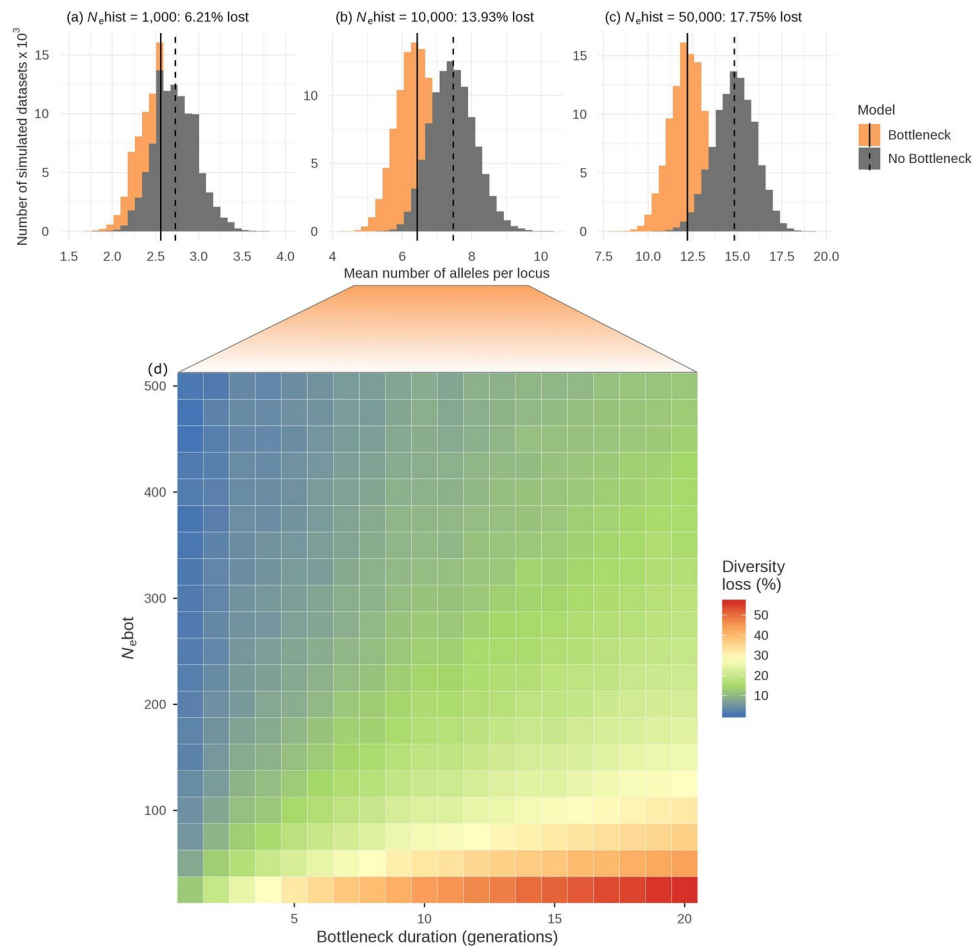 (a) Nₑhist = 1,000: 6.21% lost
(b) Nₑhist = 10,000: 13.93% lost
(c) Nₑhist = 50,000: 17.75% lost
Number of simulated datasets x 10³
15
10
5
0
1.5 2.0 2.5 3.0 3.5 4.0
10
5
0
4 6 8 10
15
10
5
0
7.5 10.0 12.5 15.0 17.5 20.0
Mean number of alleles per locus
Model
Bottleneck
No Bottleneck
(d)
Nₑbot
500
400
300
200
100
5 10 15 20
Bottleneck duration (generations)
Diversity
loss (%)
50
40
30
20
10